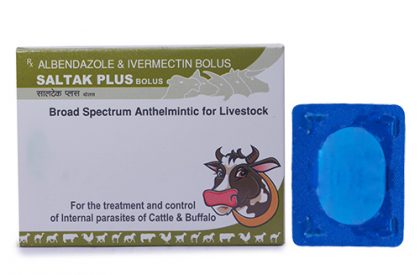 Rx ALBENDAZOLE & IVERMECTIN BOLUS
SALTAK PLUS BOLUS
सालटेक प्लस बोलस
Broad Spectrum Anthelmintic for Livestock
For the treatment and control
of Internal parasites of Cattle & Buffalo